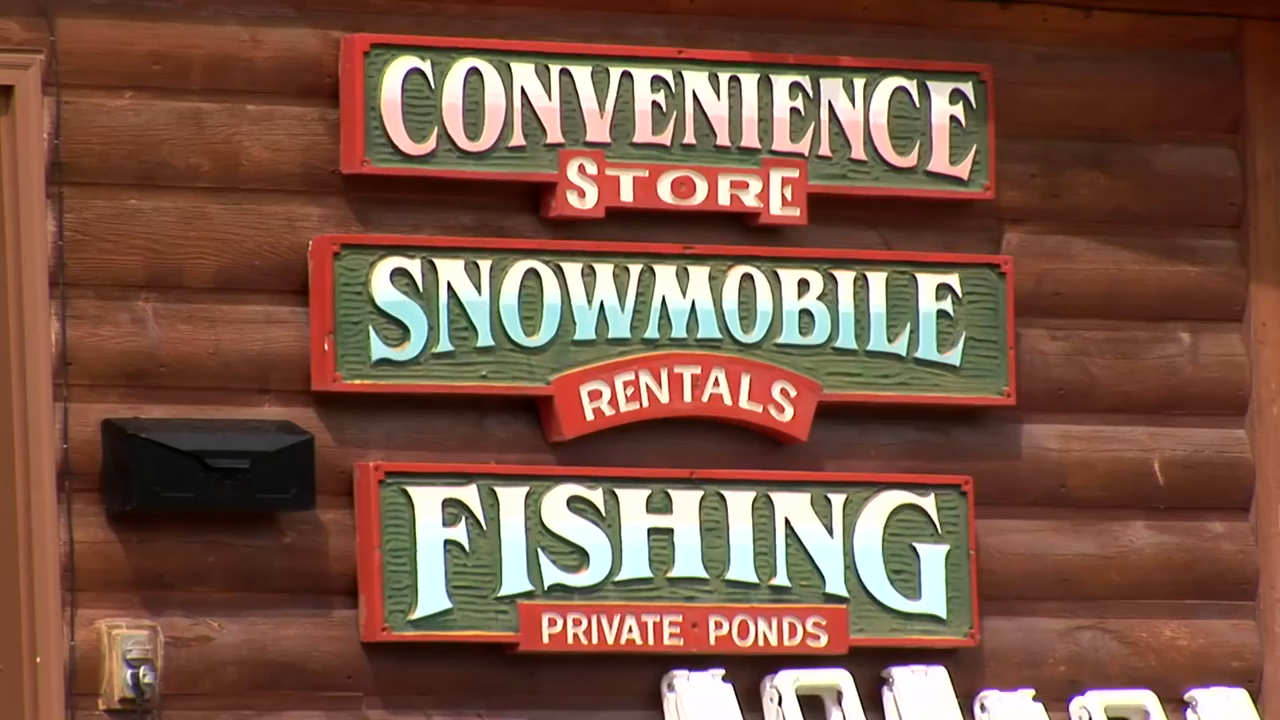 CONVENIENCE
STORE
SNOWMOBILE
RENTALS
FISHING
PRIVATE PONDS